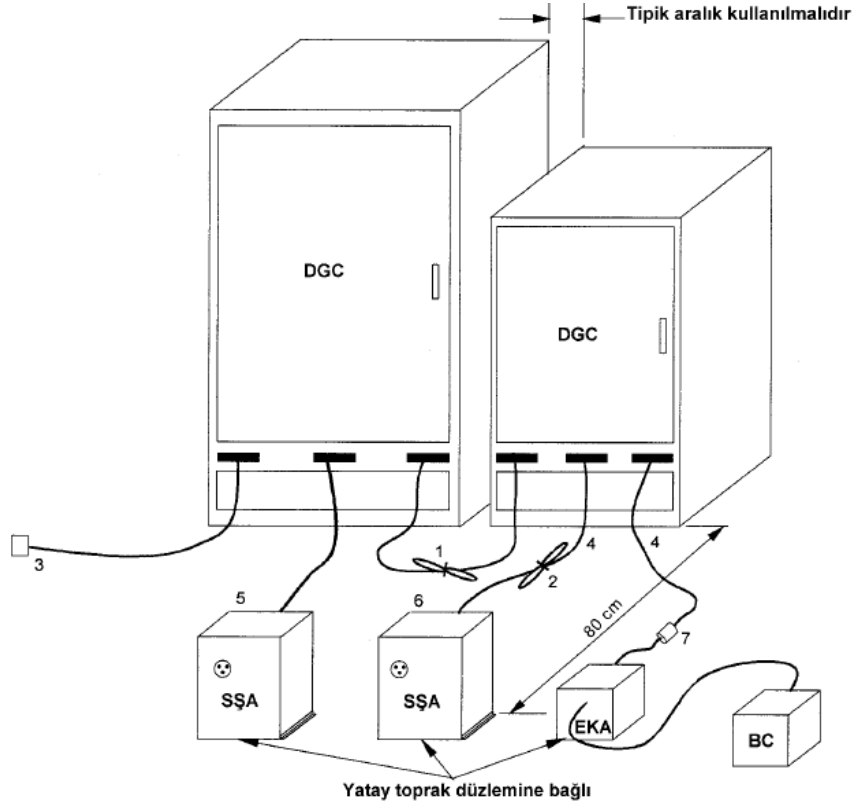 Tipik aralık kullanılmalıdır
DGC
DGC
1
2
3
4
4
5
6
7
80 cm
SŞA
SŞA
EKA
BC
Yatay toprak düzlemine bağlı